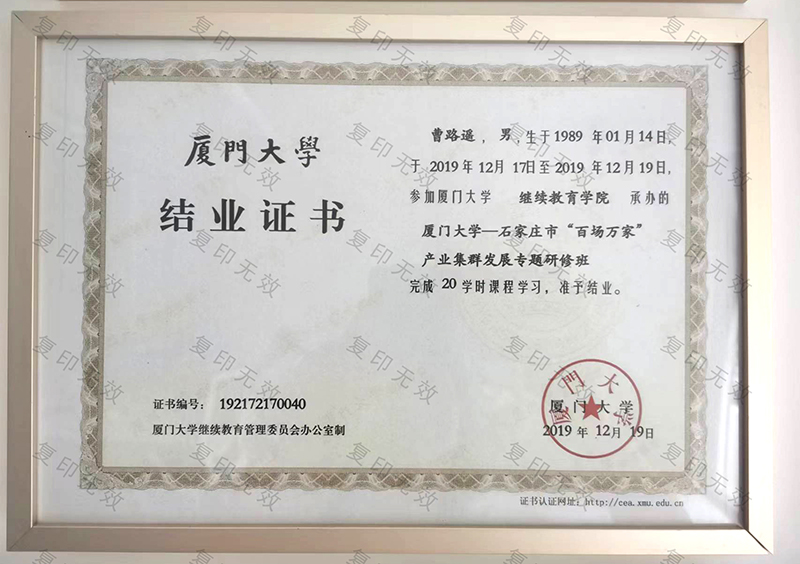 厦門大學
结业证书
曹路遥，男，生于1989年01月14日，
于2019年12月17日至2019年12月19日，
参加厦门大学 继续教育学院 承办的
厦门大学—石家庄市“百场万家”
产业集群发展专题研修班
完成20学时课程学习，准予结业。
证书编号：192172170040
厦门大学继续教育管理委员会办公室制
厦門大学
厦门大学
2019年12月19日
证书认证网址：http://cea.xmu.edu.cn
复印无效